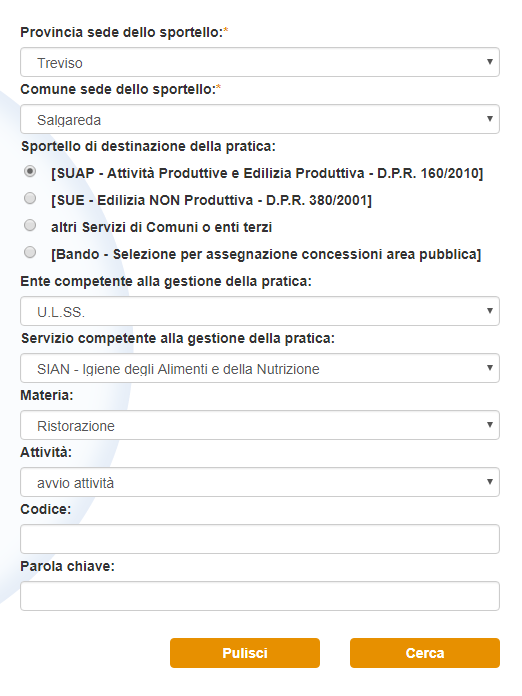 Provincia sede dello sportello:*
Treviso
Comune sede dello sportello:*
Salgareda
Sportello di destinazione della pratica:
[SUAP - Attività Produttive e Edilizia Produttiva - D.P.R. 160/2010]
[SUE - Edilizia NON Produttiva - D.P.R. 380/2001]
altri Servizi di Comuni o enti terzi
[Bando - Selezione per assegnazione concessioni area pubblica]
Ente competente alla gestione della pratica:
U.L.SS.
Servizio competente alla gestione della pratica:
SIAN - Igiene degli Alimenti e della Nutrizione
Materia:
Ristorazione
Attività:
avvio attività
Codice:
Parola chiave:
Pulisci Cerca